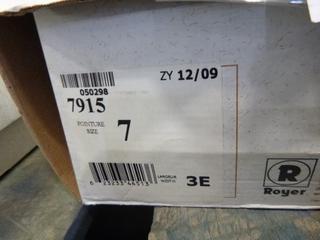 ZY 12/09
050298
7915
POINTURE
SIZE
7
LARGEUR
WIDTH
3E
R
Royer